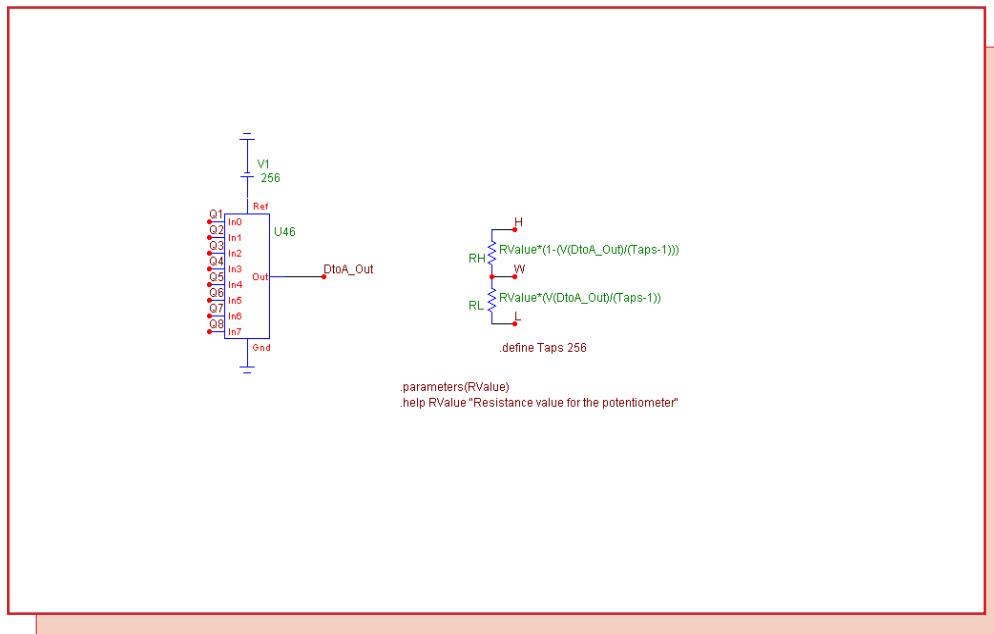 V1
256
Ref
Q1
In0
Q2
In1
Q3
In2
Q4
In3
Q5
In4
Q6
In5
Q7
In6
Q8
In7
U46
Out
DtoA_Out
Gnd
H
RH
RValue*(1-(V(DtoA_Out)/(Taps-1)))
W
RL
RValue*(V(DtoA_Out)/(Taps-1))
L
.define Taps 256
.parameters(RValue)
.help RValue "Resistance value for the potentiometer"